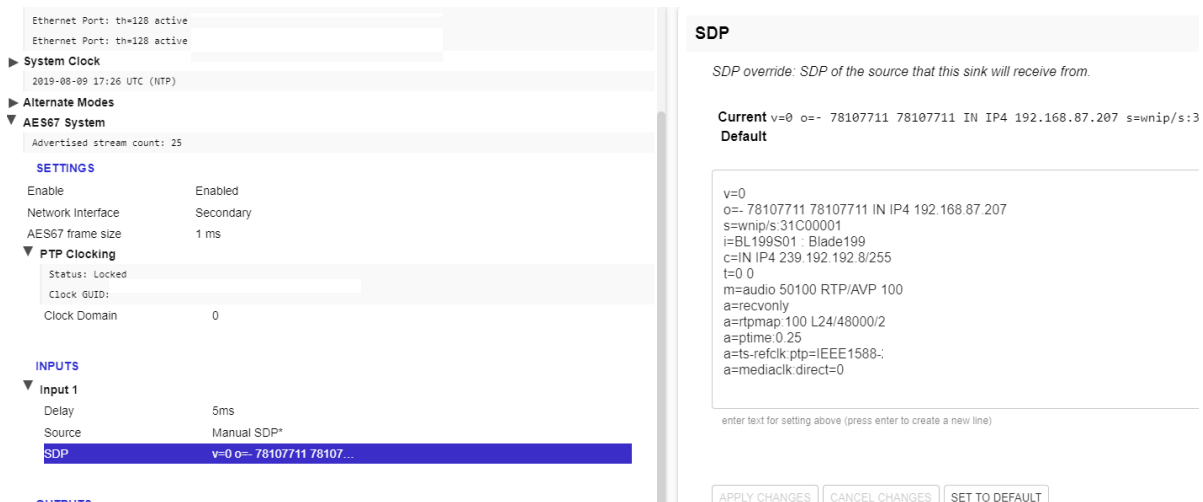 Ethernet Port: th=128 active
Ethernet Port: th=128 active
System Clock
2019-08-09 17:26 UTC (NTP)
Alternate Modes
AES67 System
Advertised stream count: 25
SETTINGS
Enable Enabled
Network Interface Secondary
AES67 frame size 1 ms
PTP Clocking
Status: Locked
Clock GUID:
Clock Domain 0
INPUTS
Input 1
Delay 5ms
Source Manual SDP*
SDP v=0 o=- 78107711 78107...
OUTPUTS
SDP
SDP override: SDP of the source that this sink will receive from.
Current v=0 o=- 78107711 78107711 IN IP4 192.168.87.207 s=wnip/s:3
Default
v=0
o=- 78107711 78107711 IN IP4 192.168.87.207
s=wnip/s:31C00001
i=BL199S01 : Blade199
c=IN IP4 239.192.192.8/255
t=0 0
m=audio 50100 RTP/AVP 100
a=recvonly
a=rtpmap:100 L24/48000/2
a=ptime:0.25
a=ts-refclk:ptp=IEEE1588-
a=mediaclk:direct=0
enter text for setting above (press enter to create a new line)
APPLY CHANGES CANCEL CHANGES SET TO DEFAULT